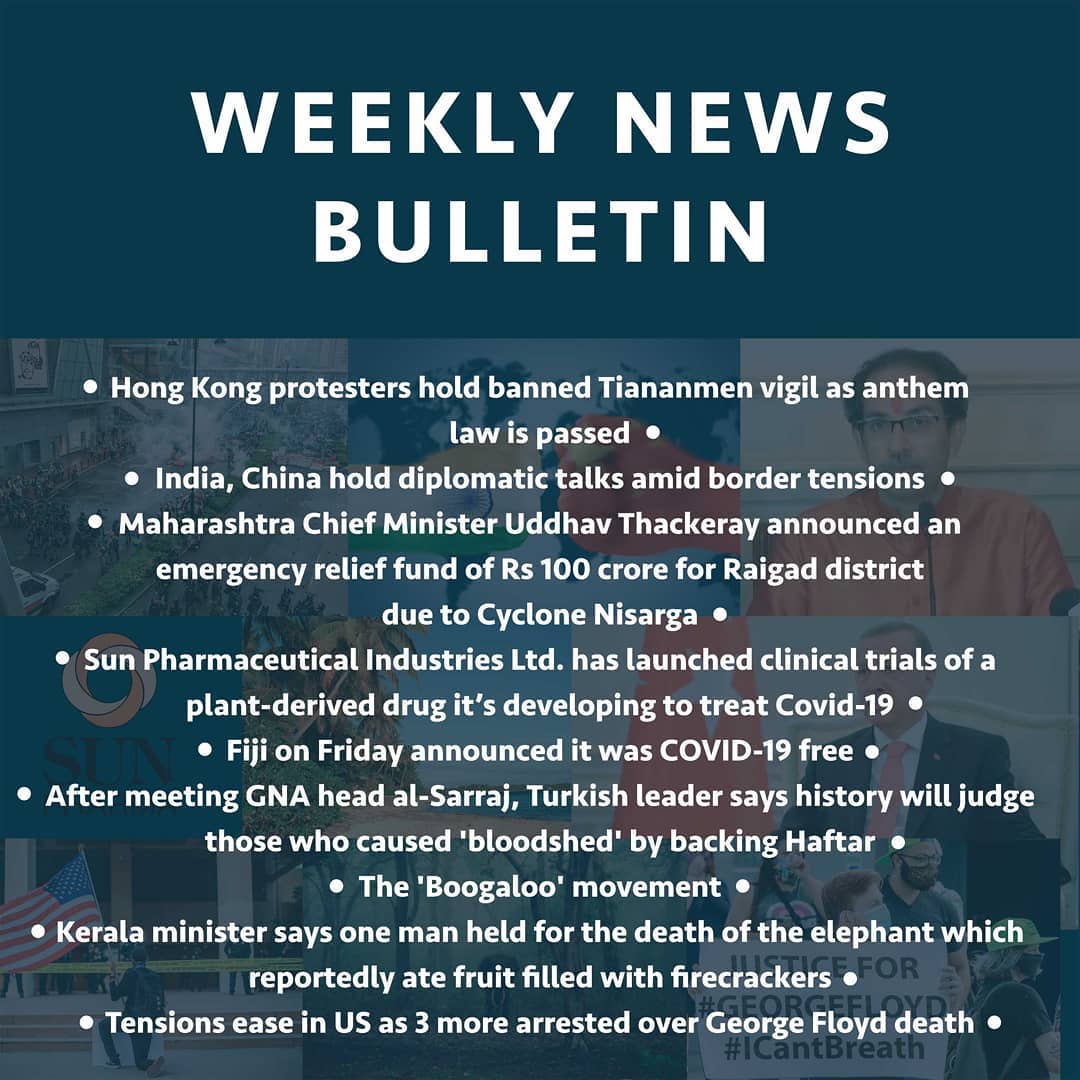 WEEKLY NEWS
BULLETIN
• Hong Kong protesters hold banned Tiananmen vigil as anthem
law is passed •
• India, China hold diplomatic talks amid border tensions •
• Maharashtra Chief Minister Uddhav Thackeray announced an
emergency relief fund of Rs 100 crore for Raigad district
due to Cyclone Nisarga •
• Sun Pharmaceutical Industries Ltd. has launched clinical trials of a
plant-derived drug it’s developing to treat Covid-19 •
• Fiji on Friday announced it was COVID-19 free •
SUN
• After meeting GNA head al-Sarraj, Turkish leader says history will judge
those who caused 'bloodshed' by backing Haftar •
• The 'Boogaloo' movement •
• Kerala minister says one man held for the death of the elephant which
reportedly ate fruit filled with firecrackers •
JUSTICE FOR
#GEORGEFLOYD
• Tensions ease in US as 3 more arrested over George Floyd death •
#ICantBreath